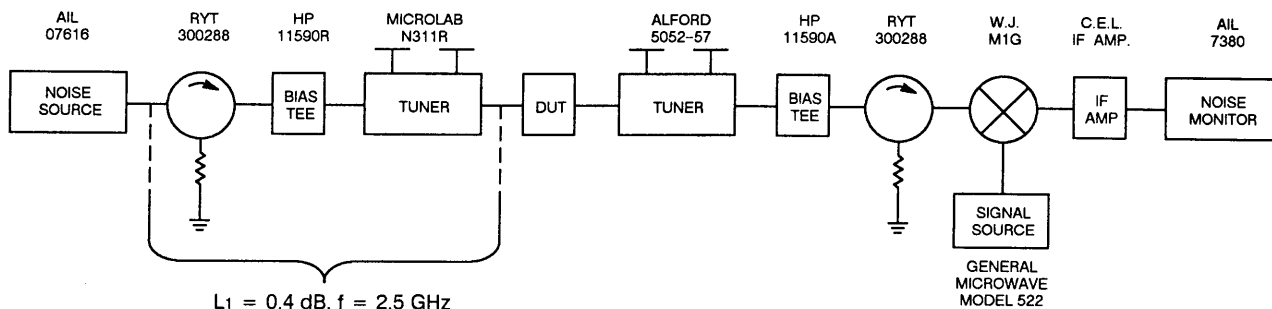 AIL
07616
RYT
300288
HP
11590R
MICROLAB
N311R
ALFORD
5052-57
HP
11590A
RYT
300288
W.J.
M1G
C.E.L.
IF AMP.
AIL
7380
NOISE
SOURCE
BIAS
TEE
TUNER
DUT
TUNER
BIAS
TEE
IF
AMP
NOISE
MONITOR
SIGNAL
SOURCE
GENERAL
MICROWAVE
MODEL 522
L1 = 0.4 dB, f = 2.5 GHz